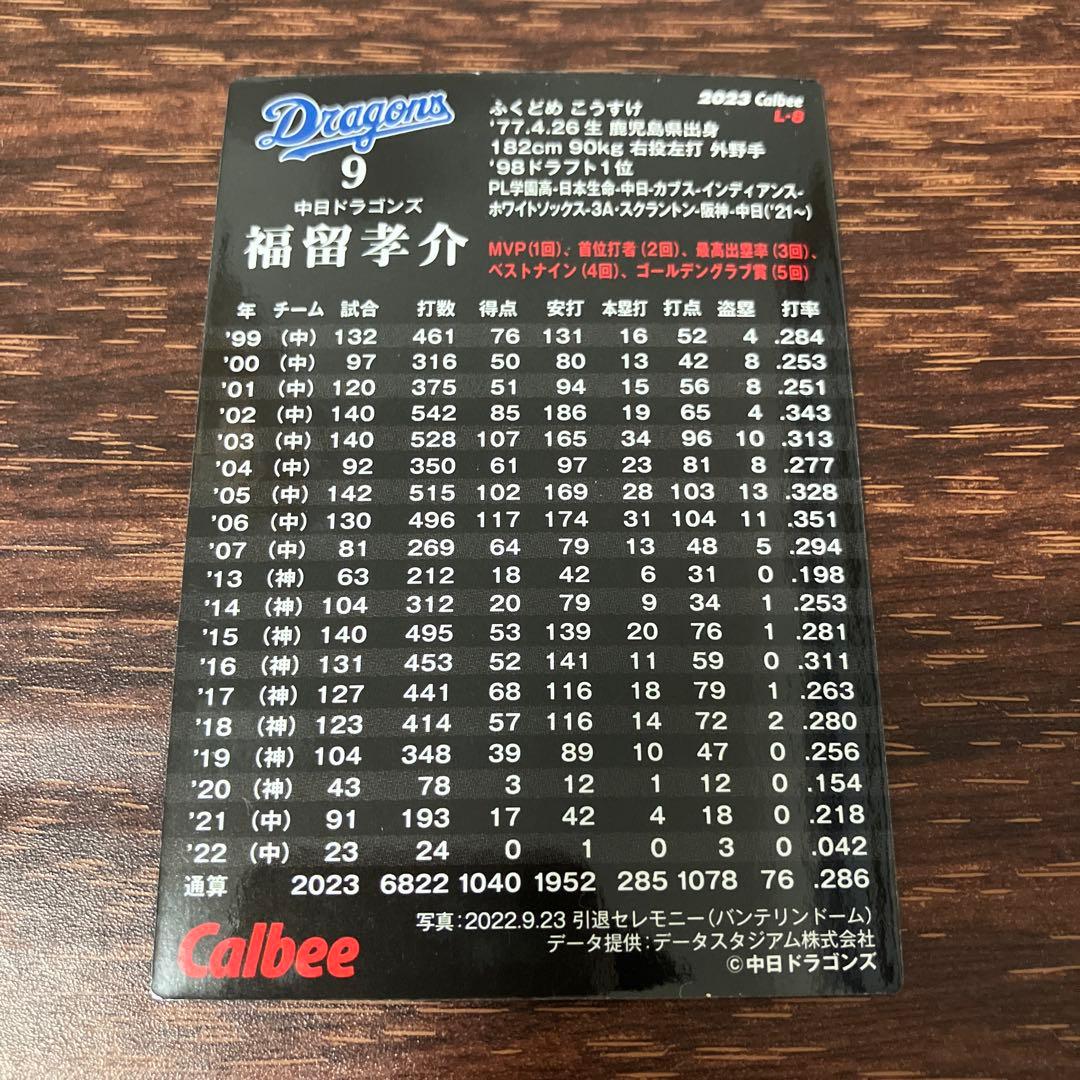 Dragons
9
中日ドラゴンズ
福留孝介
2023 Calbee
L-8
ふくどめ こうすけ
'77.4.26生 鹿児島県出身
182cm 90kg 右投左打 外野手
'98ドラフト1位
PL学園高-日本生命-中日-カブス-インディアンス-
ホワイトソックス-3A・スクラントン-阪神-中日('21~)
MVP(1回)、首位打者(2回)、最高出塁率(3回)、
ベストナイン(4回)、ゴールデングラブ賞(5回)
年 チーム 試合 打数 得点 安打 本塁打 打点 盗塁 打率
'99 (中) 132 461 76 131 16 52 4 .284
'00 (中) 97 316 50 80 13 42 8 .253
'01 (中) 120 375 51 94 15 56 8 .251
'02 (中) 140 542 85 186 19 65 4 .343
'03 (中) 140 528 107 165 34 96 10 .313
'04 (中) 92 350 61 97 23 81 8 .277
'05 (中) 142 515 102 169 28 103 13 .328
'06 (中) 130 496 117 174 31 104 11 .351
'07 (中) 81 269 64 79 13 48 5 .294
'13 (神) 63 212 18 42 6 31 0 .198
'14 (神) 104 312 20 79 9 34 1 .253
'15 (神) 140 495 53 139 20 76 1 .281
'16 (神) 131 453 52 141 11 59 0 .311
'17 (神) 127 441 68 116 18 79 1 .263
'18 (神) 123 414 57 116 14 72 2 .280
'19 (神) 104 348 39 89 10 47 0 .256
'20 (神) 43 78 3 12 1 12 0 .154
'21 (中) 91 193 17 42 4 18 0 .218
'22 (中) 23 24 0 1 0 3 0 .042
通算 2023 6822 1040 1952 285 1078 76 .286
写真:2022.9.23 引退セレモニー(バンテリンドーム)
データ提供:データスタジアム株式会社
©中日ドラゴンズ
Calbee